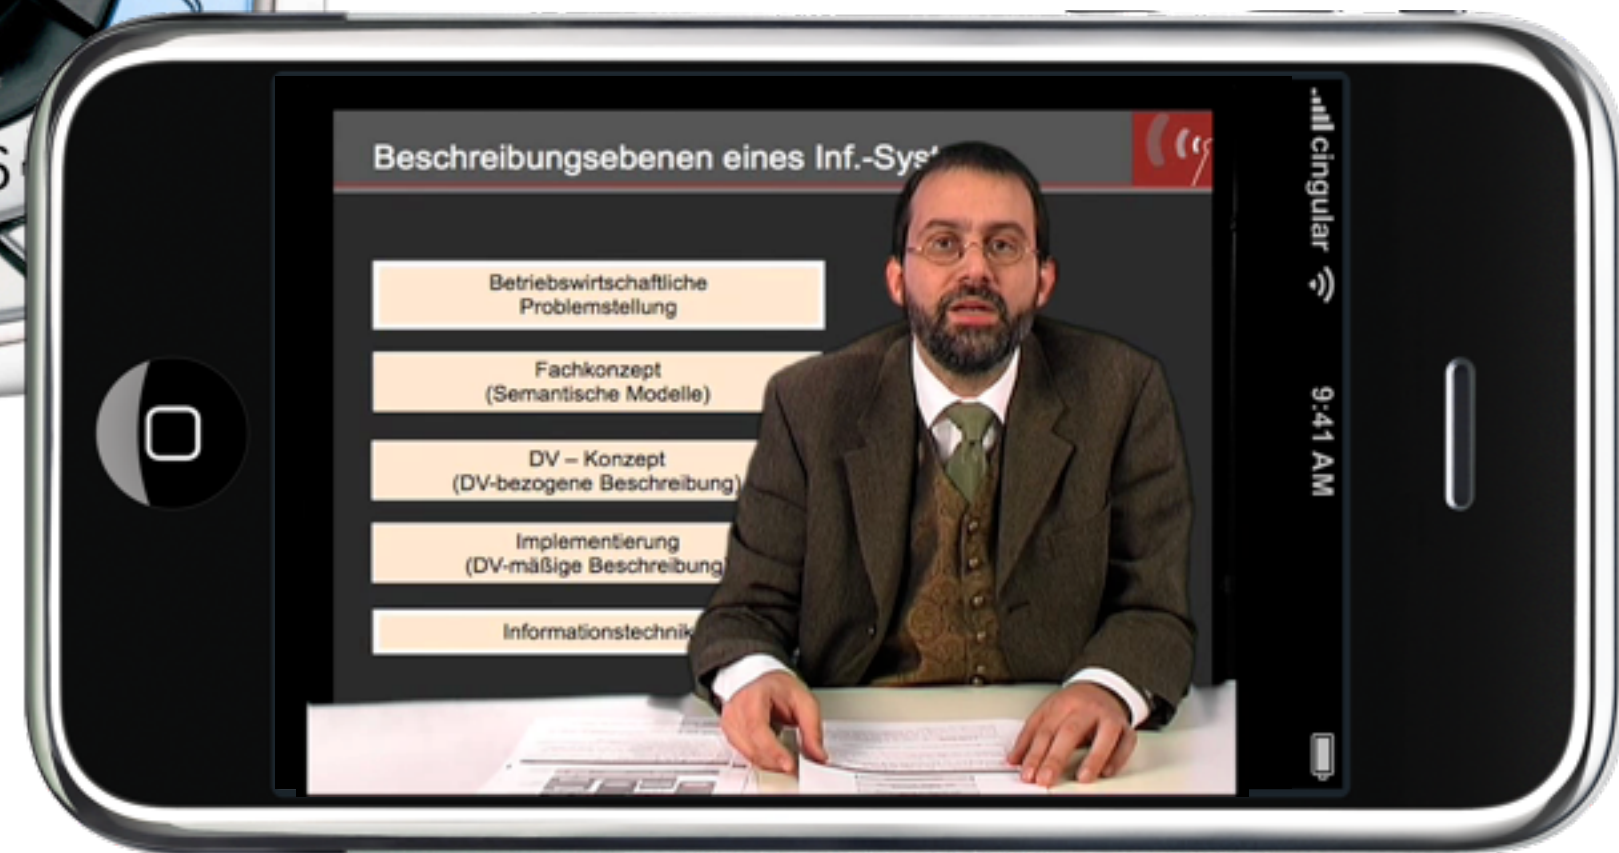 Beschreibungsebenen eines Inf.-Syst
Betriebswirtschaftliche
Problemstellung
Fachkonzept
(Semantische Modelle)
DV – Konzept
(DV-bezogene Beschreibung)
Implementierung
(DV-mäßige Beschreibung
Informationstechnik
cingular
9:41 AM